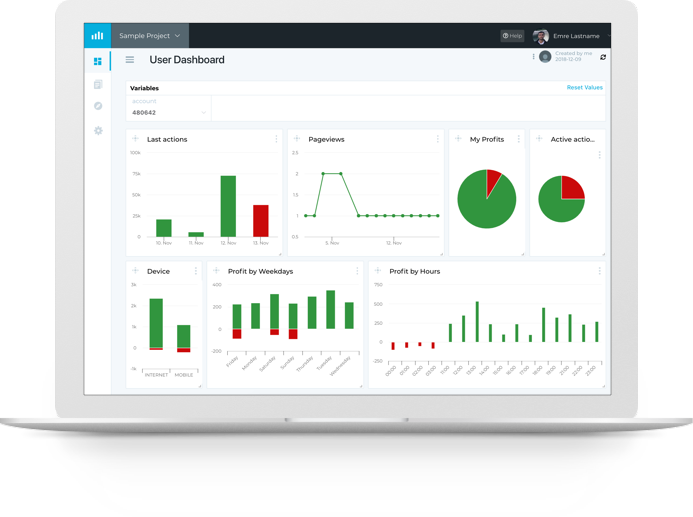 Sample Project
Help
Emre Lastname
User Dashboard
Created by me
2018-12-09
Variables
Reset Values
account
480642
Last actions
100k
75k
50k
25k
0
10. Nov 11. Nov 12. Nov 13. Nov
Pageviews
2.5
2
1.5
1
0.5
5. Nov 12. Nov
My Profits
Active actio...
Device
3k
2k
1k
0
-1k
INTERNET MOBILE
Profit by Weekdays
400
200
0
-200
Friday Monday Saturday Sunday Thursday Tuesday Wednesday
Profit by Hours
750
500
250
0
-250
00:00 01:00 02:00 03:00 11:00 12:00 13:00 14:00 15:00 16:00 17:00 18:00 19:00 21:00 22:00 23:00